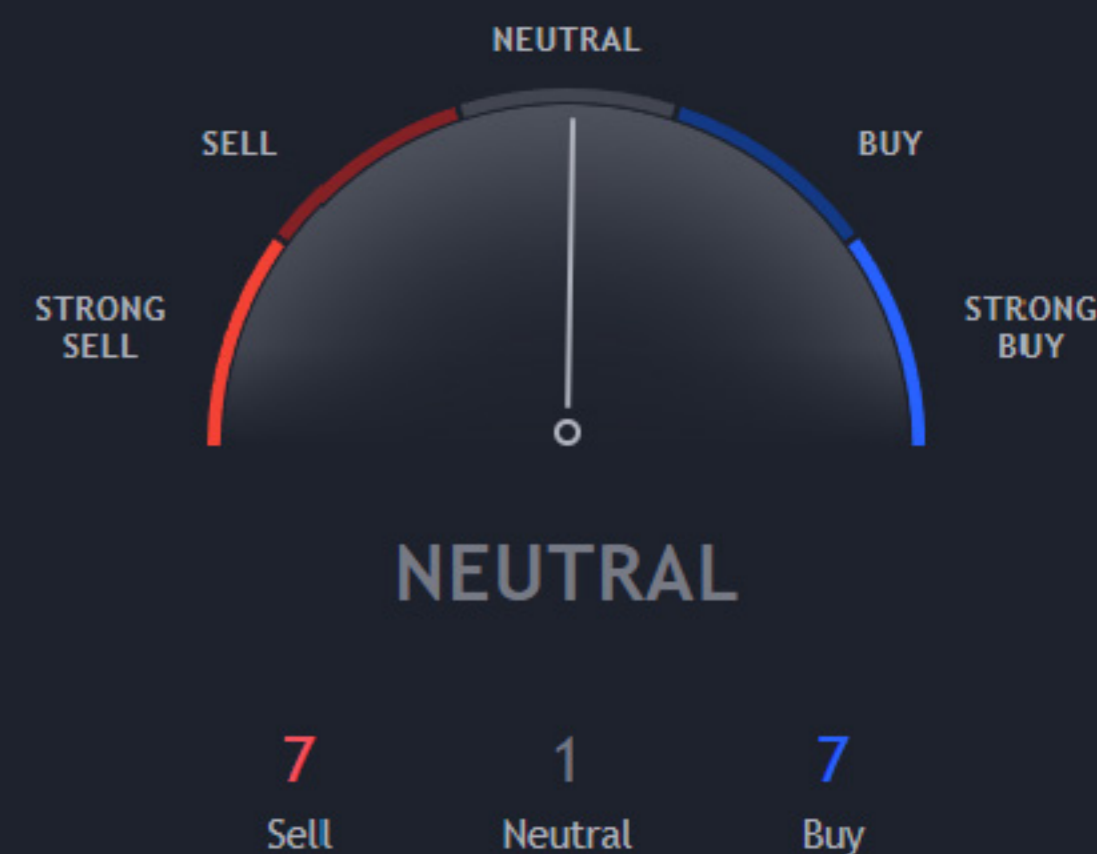 NEUTRAL
SELL
BUY
STRONG
SELL
STRONG
BUY
NEUTRAL
7
1
7
Sell
Neutral
Buy